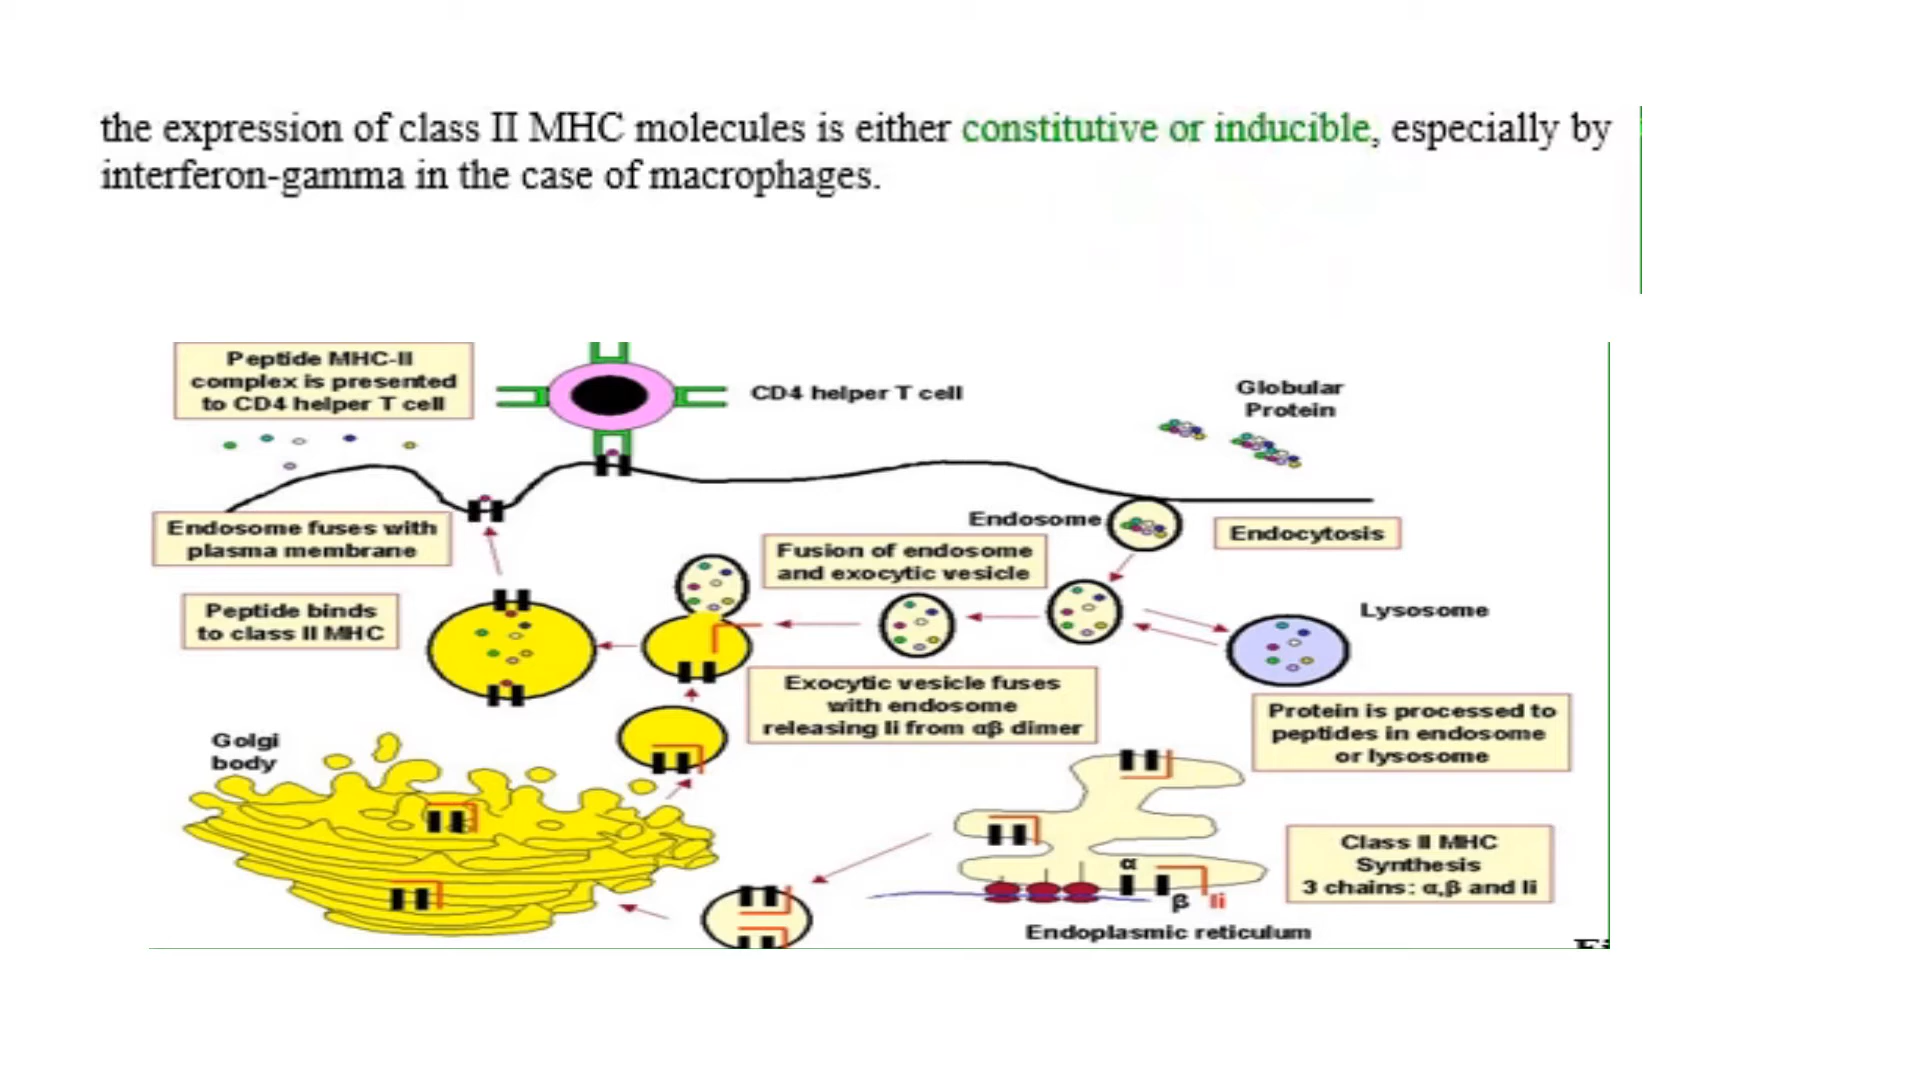 the expression of class II MHC molecules is either constitutive or inducible, especially by
interferon-gamma in the case of macrophages.
Peptide MHC-II
complex is presented
to CD4 helper T cell
CD4 helper T cell
Globular
Protein
Endosome fuses with
plasma membrane
Endosome
Endocytosis
Fusion of endosome
and exocytic vesicle
Peptide binds
to class II MHC
Lysosome
Exocytic vesicle fuses
with endosome
releasing Ii from αβ dimer
Protein is processed to
peptides in endosome
or lysosome
Golgi
body
Class II MHC
Synthesis
3 chains: α,β and Ii
α
β
Ii
Endoplasmic reticulum